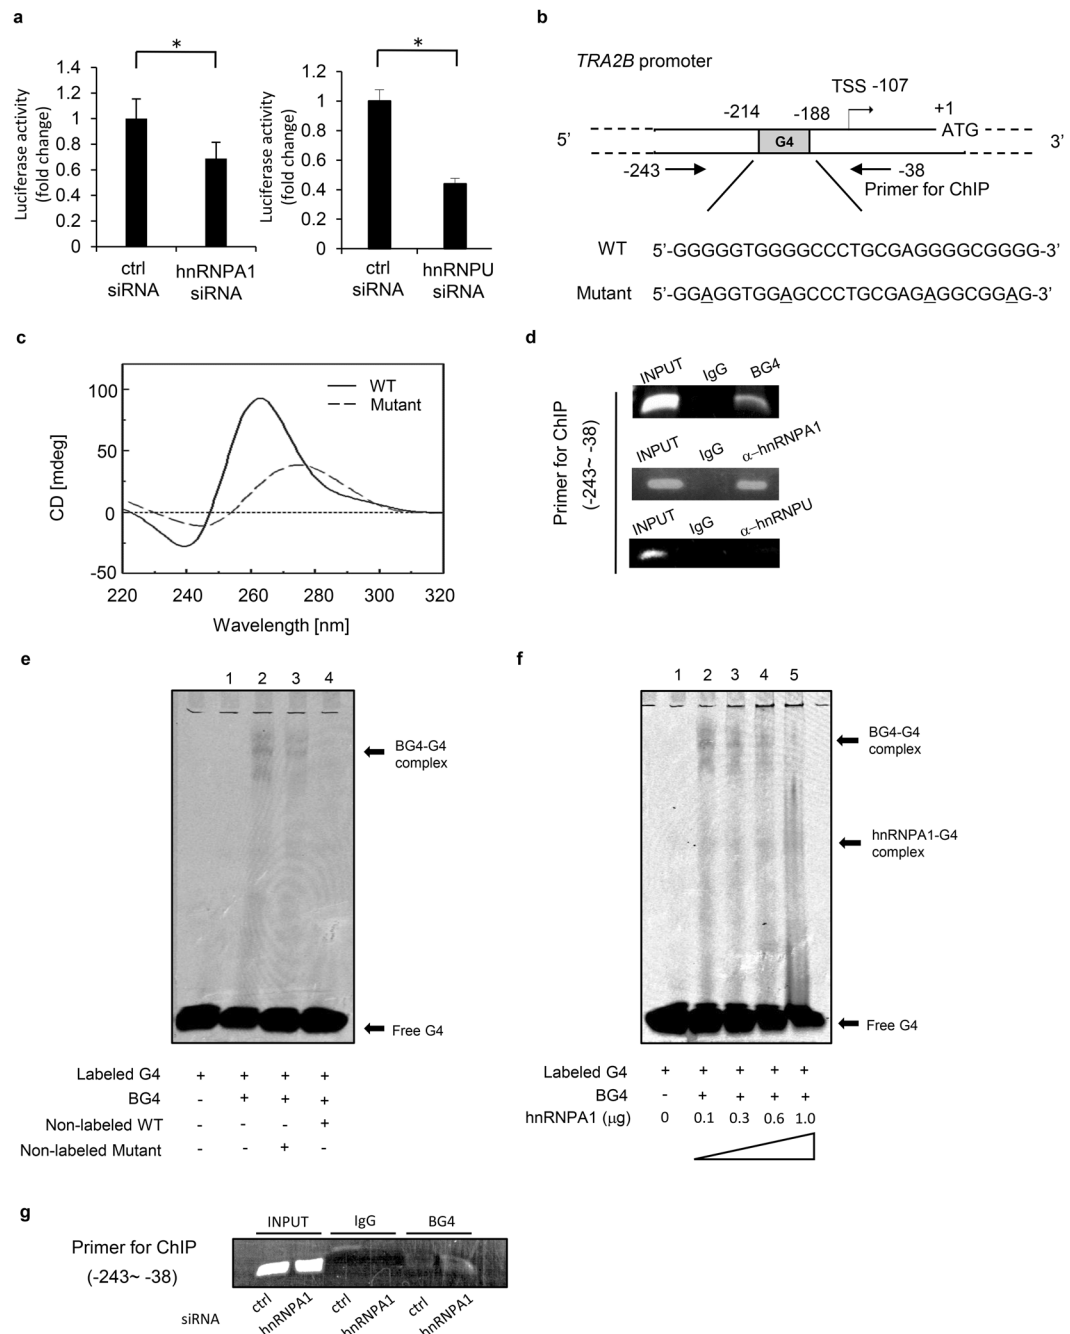 a
*
1.4
1.2
1
0.8
0.6
0.4
0.2
0
Luciferase activity
(fold change)
ctrl
siRNA
hnRNPA1
siRNA
*
1.2
1
0.8
0.6
0.4
0.2
0
Luciferase activity
(fold change)
ctrl
siRNA
hnRNPU
siRNA
b
TRA2B promoter
TSS -107
-214
-188
+1
ATG
5’
G4
3’
-243
-38
Primer for ChIP
WT 5’-GGGGGTGGGGCCCTGCGAGGGGCGGGG-3’
Mutant 5’-GGAGGTGGAGCCCTGCGAGAGGCGGAG-3’
c
WT
Mutant
100
50
0
-50
CD [mdeg]
220 240 260 280 300 320
Wavelength [nm]
d
Primer for ChIP
(-243~ -38)
INPUT IgG BG4
INPUT IgG α–hnRNPA1
INPUT IgG α–hnRNPU
e
1 2 3 4
BG4-G4
complex
Free G4
Labeled G4 + + + +
BG4 - + + +
Non-labeled WT - - - +
Non-labeled Mutant - - + -
f
1 2 3 4 5
BG4-G4
complex
hnRNPA1-G4
complex
Free G4
Labeled G4 + + + + +
BG4 - + + + +
hnRNPA1 (μg) 0 0.1 0.3 0.6 1.0
g
INPUT IgG BG4
Primer for ChIP
(-243~ -38)
siRNA ctrl hnRNPA1 ctrl hnRNPA1 ctrl hnRNPA1